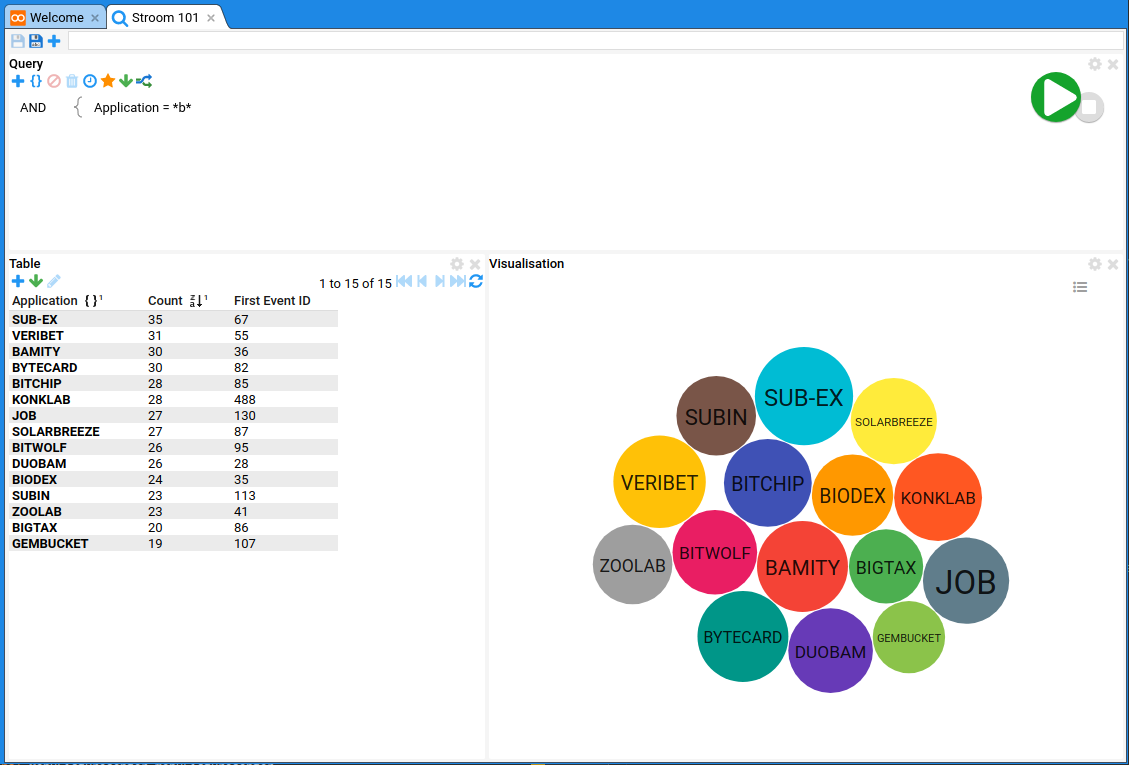 Welcome
Stroom 101
Query
AND
Application = *b*
Table
1 to 15 of 15
Application { } 1
Count 1
First Event ID
SUB-EX 35 67
VERIBET 31 55
BAMITY 30 36
BYTECARD 30 82
BITCHIP 28 85
KONKLAB 28 488
JOB 27 130
SOLARBREEZE 27 87
BITWOLF 26 95
DUOBAM 26 28
BIODEX 24 35
SUBIN 23 113
ZOOLAB 23 41
BIGTAX 20 86
GEMBUCKET 19 107
Visualisation
SUB-EX
SUBIN
SOLARBREEZE
VERIBET
BITCHIP
BIODEX
KONKLAB
ZOOLAB
BITWOLF
BAMITY
BIGTAX
JOB
BYTECARD
DUOBAM
GEMBUCKET